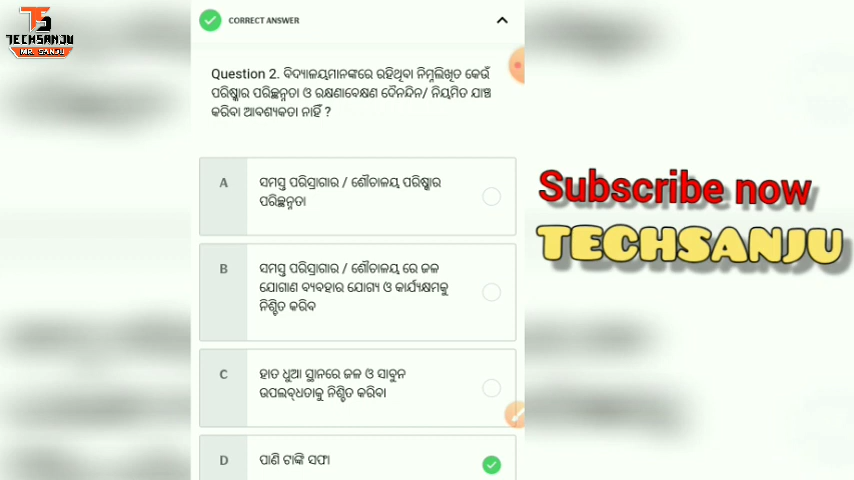 TECHSANJU
MR. SANJU
CORRECT ANSWER
Question 2. ବିଦ୍ୟାଳୟମାନଙ୍କରେ ରହିଥିବା ନିମ୍ନଲିଖିତ କେଉଁ
ପରିଷ୍କାର ପରିଚ୍ଛନ୍ନତା ଓ ରକ୍ଷଣାବେକ୍ଷଣ ଦୈନନ୍ଦିନ/ ନିୟମିତ ଯାଞ୍ଚ
କରିବା ଆବଶ୍ୟକତା ନାହିଁ ?
A
ସମସ୍ତ ପରିସ୍ରାଗାର / ଶୌଚାଳୟ ପରିଷ୍କାର
ପରିଚ୍ଛନ୍ନତା
B
ସମସ୍ତ ପରିସ୍ରାଗାର / ଶୌଚାଳୟ ରେ ଜଳ
ଯୋଗାଣ ବ୍ୟବହାର ଯୋଗ୍ୟ ଓ କାର୍ଯ୍ୟକ୍ଷମକୁ
ନିଶ୍ଚିତ କରିବ
C
ହାତ ଧୁଆ ସ୍ଥାନରେ ଜଳ ଓ ସାବୁନ
ଉପଲବ୍ଧତାକୁ ନିଶ୍ଚିତ କରିବା
D
ପାଣି ଟାଙ୍କି ସଫା
Subscribe now
TECHSANJU